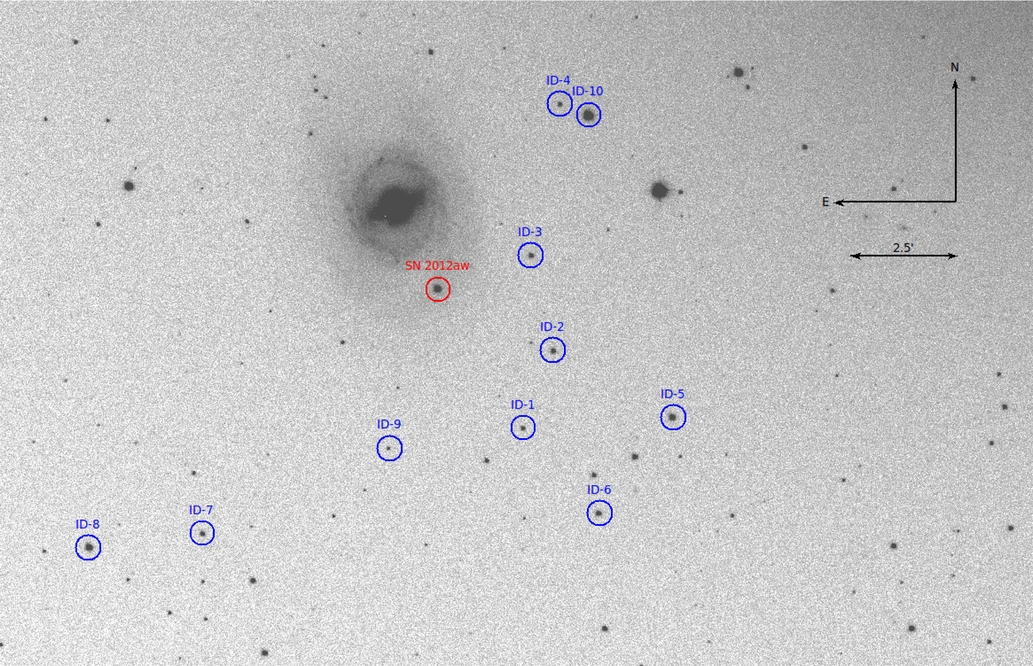 N
ID-4
ID-10
E
ID-3
2.5'
SN 2012aw
ID-2
ID-5
ID-1
ID-9
ID-6
ID-7
ID-8